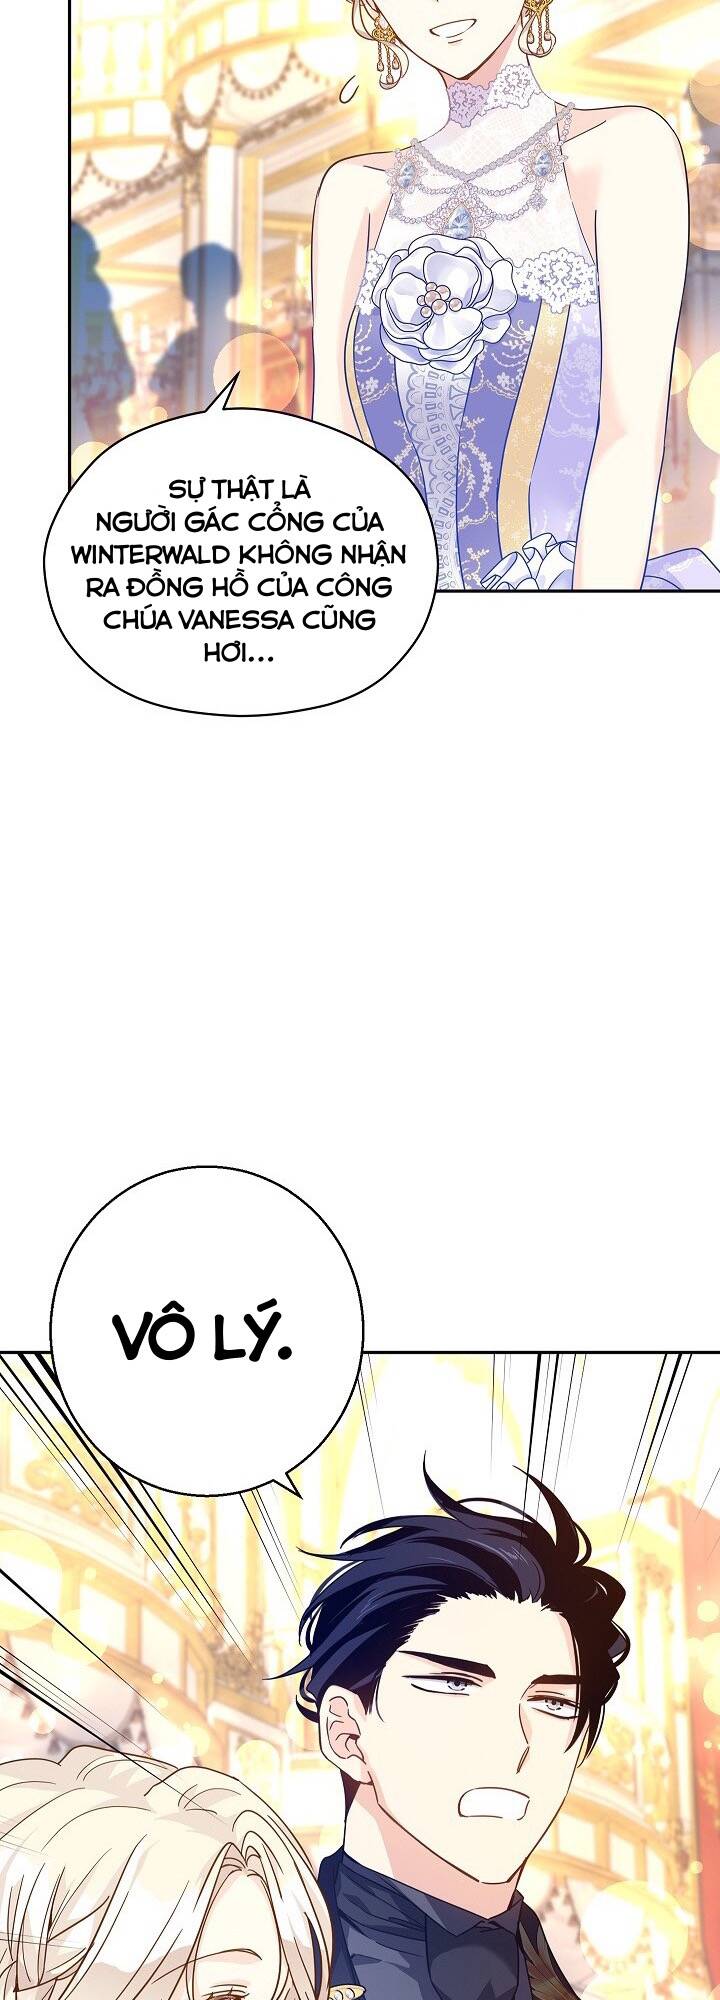 SỰ THẬT LÀ
NGƯỜI GÁC CỔNG CỦA
WINTERWALD KHÔNG NHẬN
RA ĐỒNG HỒ CỦA CÔNG
CHÚA VANESSA CŨNG
HƠI...
VÔ LÝ.